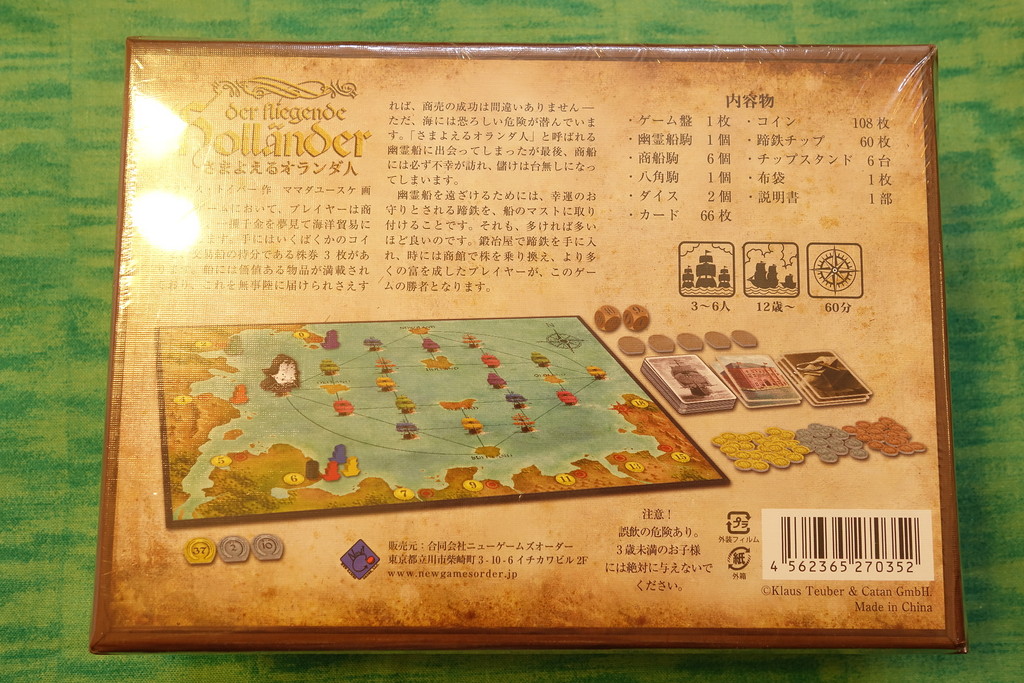 der fliegende
Holländer
さまよえるオランダ人
トイバー 作 ママダユースケ 画
において、プレイヤーは商
攫千金を夢見て海洋貿易に
手にはいくばくかのコイ
の持分である株券 3 枚があ
には価値ある物品が満載され
これを無事陸に届けられさえす
れば、商売の成功は間違いありません―
ただ、海には恐ろしい危険が潜んでいま
す。「さまよえるオランダ人」と呼ばれる
幽霊船に出会ってしまったが最後、商船
には必ず不幸が訪れ、儲けは台無しになっ
てしまいます。
幽霊船を遠ざけるためには、幸運のお
守りとされる蹄鉄を、船のマストに取り
付けることです。それも、多ければ多い
ほど良いのです。鍛冶屋で蹄鉄を手に入
れ、時には商館で株を乗り換え、より多
くの富を成したプレイヤーが、このゲー
ムの勝者となります。
内容物
・ゲーム盤 1 枚
・幽霊船駒 1 個
・商船駒 6 個
・八角駒 1 個
・ダイス 2 個
・カード 66 枚
・コイン 108 枚
・蹄鉄チップ 60 枚
・チップスタンド 6 台
・布袋 1 枚
・説明書 1 部
3〜6人
12歳〜
60分
6
7
9
11
37
2
10
販売元：合同会社ニューゲームズオーダー
東京都立川市柴崎町 3 - 10 - 6 イチカワビル 2F
www.newgamesorder.jp
注意！
誤飲の危険あり。
3 歳未満のお子様
には絶対に与えないで
ください。
プラ
外装フィルム
紙
外箱
4 562365 270352
©Klaus Teuber & Catan GmbH.
Made in China